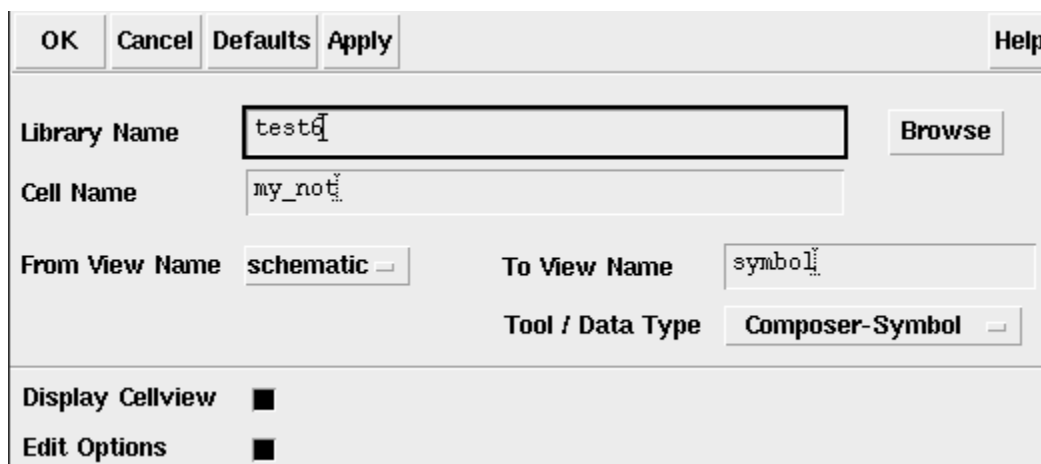 OK Cancel Defaults Apply Help
Library Name test6 Browse
Cell Name my_not
From View Name schematic To View Name symbol
Tool / Data Type Composer-Symbol
Display Cellview
Edit Options